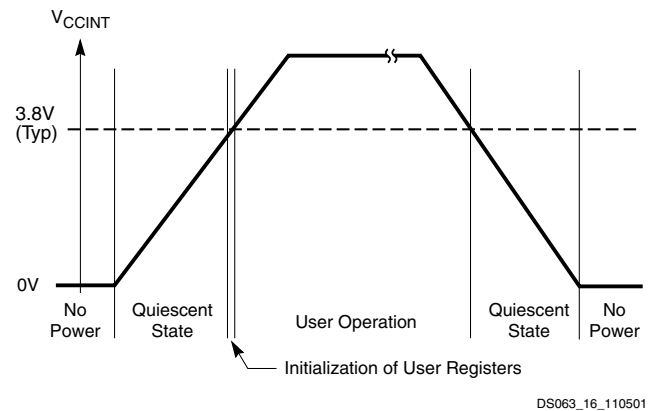 VCCINT
3.8V
(Typ)
0V
No
Power
Quiescent
State
User Operation
Quiescent
State
No
Power
Initialization of User Registers
DS063_16_110501